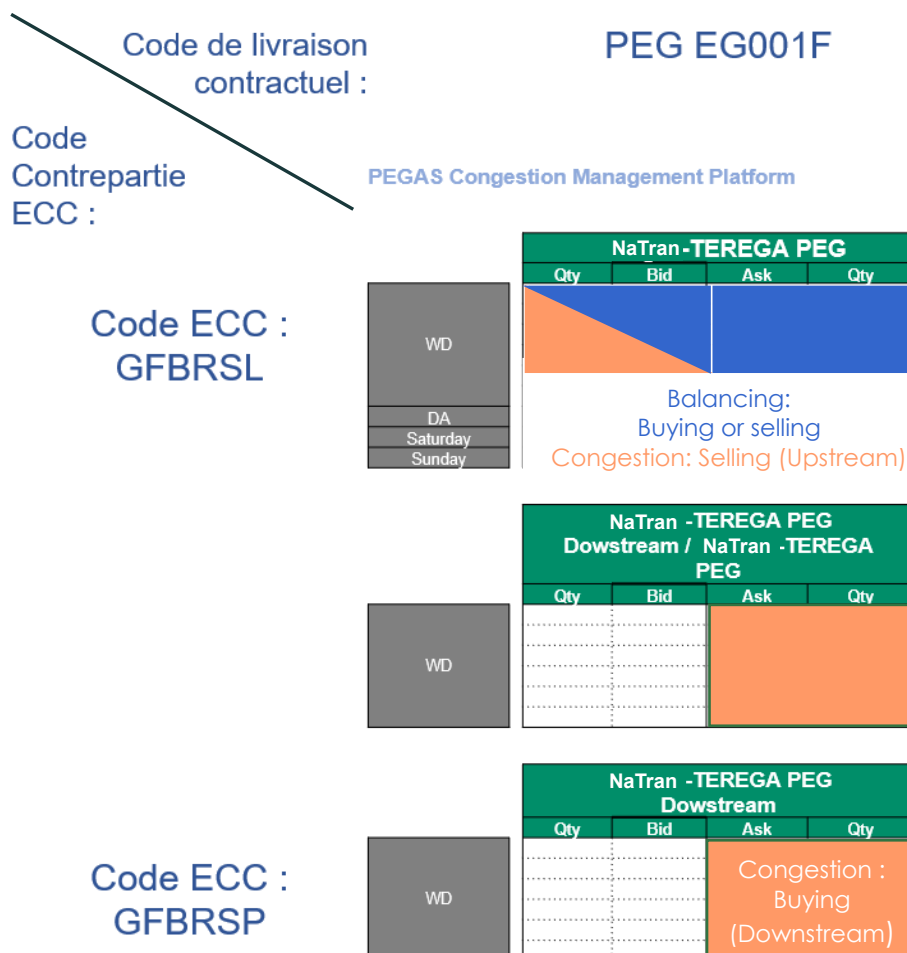 Code de livraison
contractuel :
PEG EG001F
Code
Contrepartie
ECC :
PEGAS Congestion Management Platform
NaTran-TEREGA PEG
Qty Bid Ask Qty
Code ECC :
GFBRSL
WD
DA
Saturday
Sunday
Balancing:
Buying or selling
Congestion: Selling (Upstream)
NaTran -TEREGA PEG
Dowstream / NaTran -TEREGA
PEG
Qty Bid Ask Qty
WD
NaTran -TEREGA PEG
Dowstream
Qty Bid Ask Qty
Code ECC :
GFBRSP
WD
Congestion :
Buying
(Downstream)